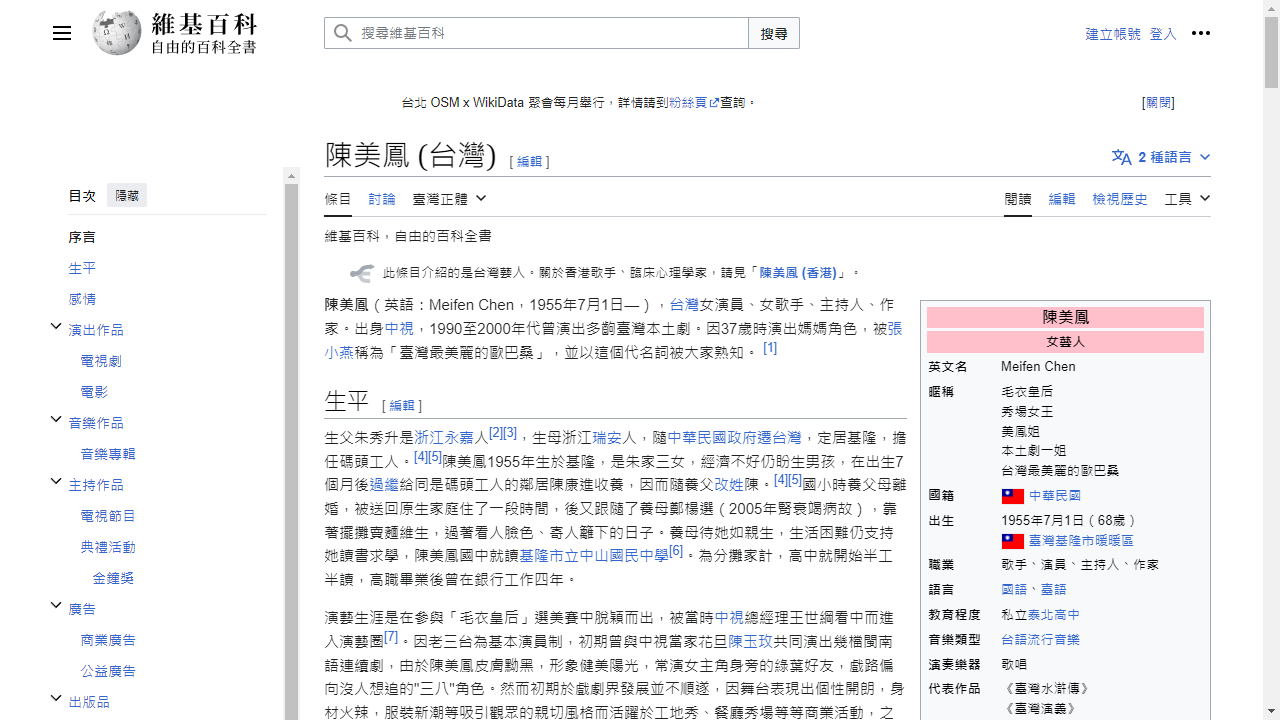 維基百科
自由的百科全書
搜尋維基百科
搜尋
建立帳號 登入
台北 OSM x WikiData 聚會每月舉行,詳情請到粉絲頁查詢。
[關閉]
陳美鳳 (台灣)
[ 編輯 ]
2 種語言
目次
隱藏
序言
生平
感情
演出作品
電視劇
電影
音樂作品
音樂專輯
主持作品
電視節目
典禮活動
金鐘獎
廣告
商業廣告
公益廣告
出版品
條目 討論 臺灣正體
閱讀 編輯 檢視歷史 工具
維基百科,自由的百科全書
此條目介紹的是台灣藝人。關於香港歌手、臨床心理學家,請見「陳美鳳 (香港)」。
陳美鳳(英語:Meifen Chen,1955年7月1日—),台灣女演員、女歌手、主持人、作
家。出身中視,1990至2000年代曾演出多齣臺灣本土劇。因37歲時演出媽媽角色,被張
小燕稱為「臺灣最美麗的歐巴桑」,並以這個代名詞被大家熟知。 [1]
生平
[ 編輯 ]
生父朱秀升是浙江永嘉人[2][3],生母浙江瑞安人,隨中華民國政府遷台灣,定居基隆,擔
任碼頭工人。[4][5]陳美鳳1955年生於基隆,是朱家三女,經濟不好仍盼生男孩,在出生7
個月後過繼給同是碼頭工人的鄰居陳康進收養,因而隨養父改姓陳。[4][5]國小時養父母離
婚,被送回原生家庭住了一段時間,後又跟隨了養母鄭楊選(2005年腎衰竭病故),靠
著擺攤賣麵維生,過著看人臉色、寄人籬下的日子。養母待她如親生,生活困難仍支持
她讀書求學,陳美鳳國中就讀基隆市立中山國民中學[6]。為分攤家計,高中就開始半工
半讀,高職畢業後曾在銀行工作四年。
演藝生涯是在參與「毛衣皇后」選美賽中脫穎而出,被當時中視總經理王世綱看中而進
入演藝圈[7]。因老三台為基本演員制,初期曾與中視當家花旦陳玉玫共同演出幾檔閩南
語連續劇,由於陳美鳳皮膚黝黑,形象健美陽光,常演女主角身旁的綠葉好友,戲路偏
向沒人想追的"三八"角色。然而初期於戲劇界發展並不順遂,因舞台表現出個性開朗,身
材火辣,服裝新潮等吸引觀眾的親切風格而活躍於工地秀、餐廳秀場等等商業活動,之
陳美鳳
女藝人
英文名 Meifen Chen
暱稱 毛衣皇后
秀場女王
美鳳姐
本土劇一姐
台灣最美麗的歐巴桑
國籍 中華民國
出生 1955年7月1日(68歲)
臺灣基隆市暖暖區
職業 歌手、演員、主持人、作家
語言 國語、臺語
教育程度 私立泰北高中
音樂類型 台語流行音樂
演奏樂器 歌唱
代表作品 《臺灣水滸傳》
《臺灣演義》